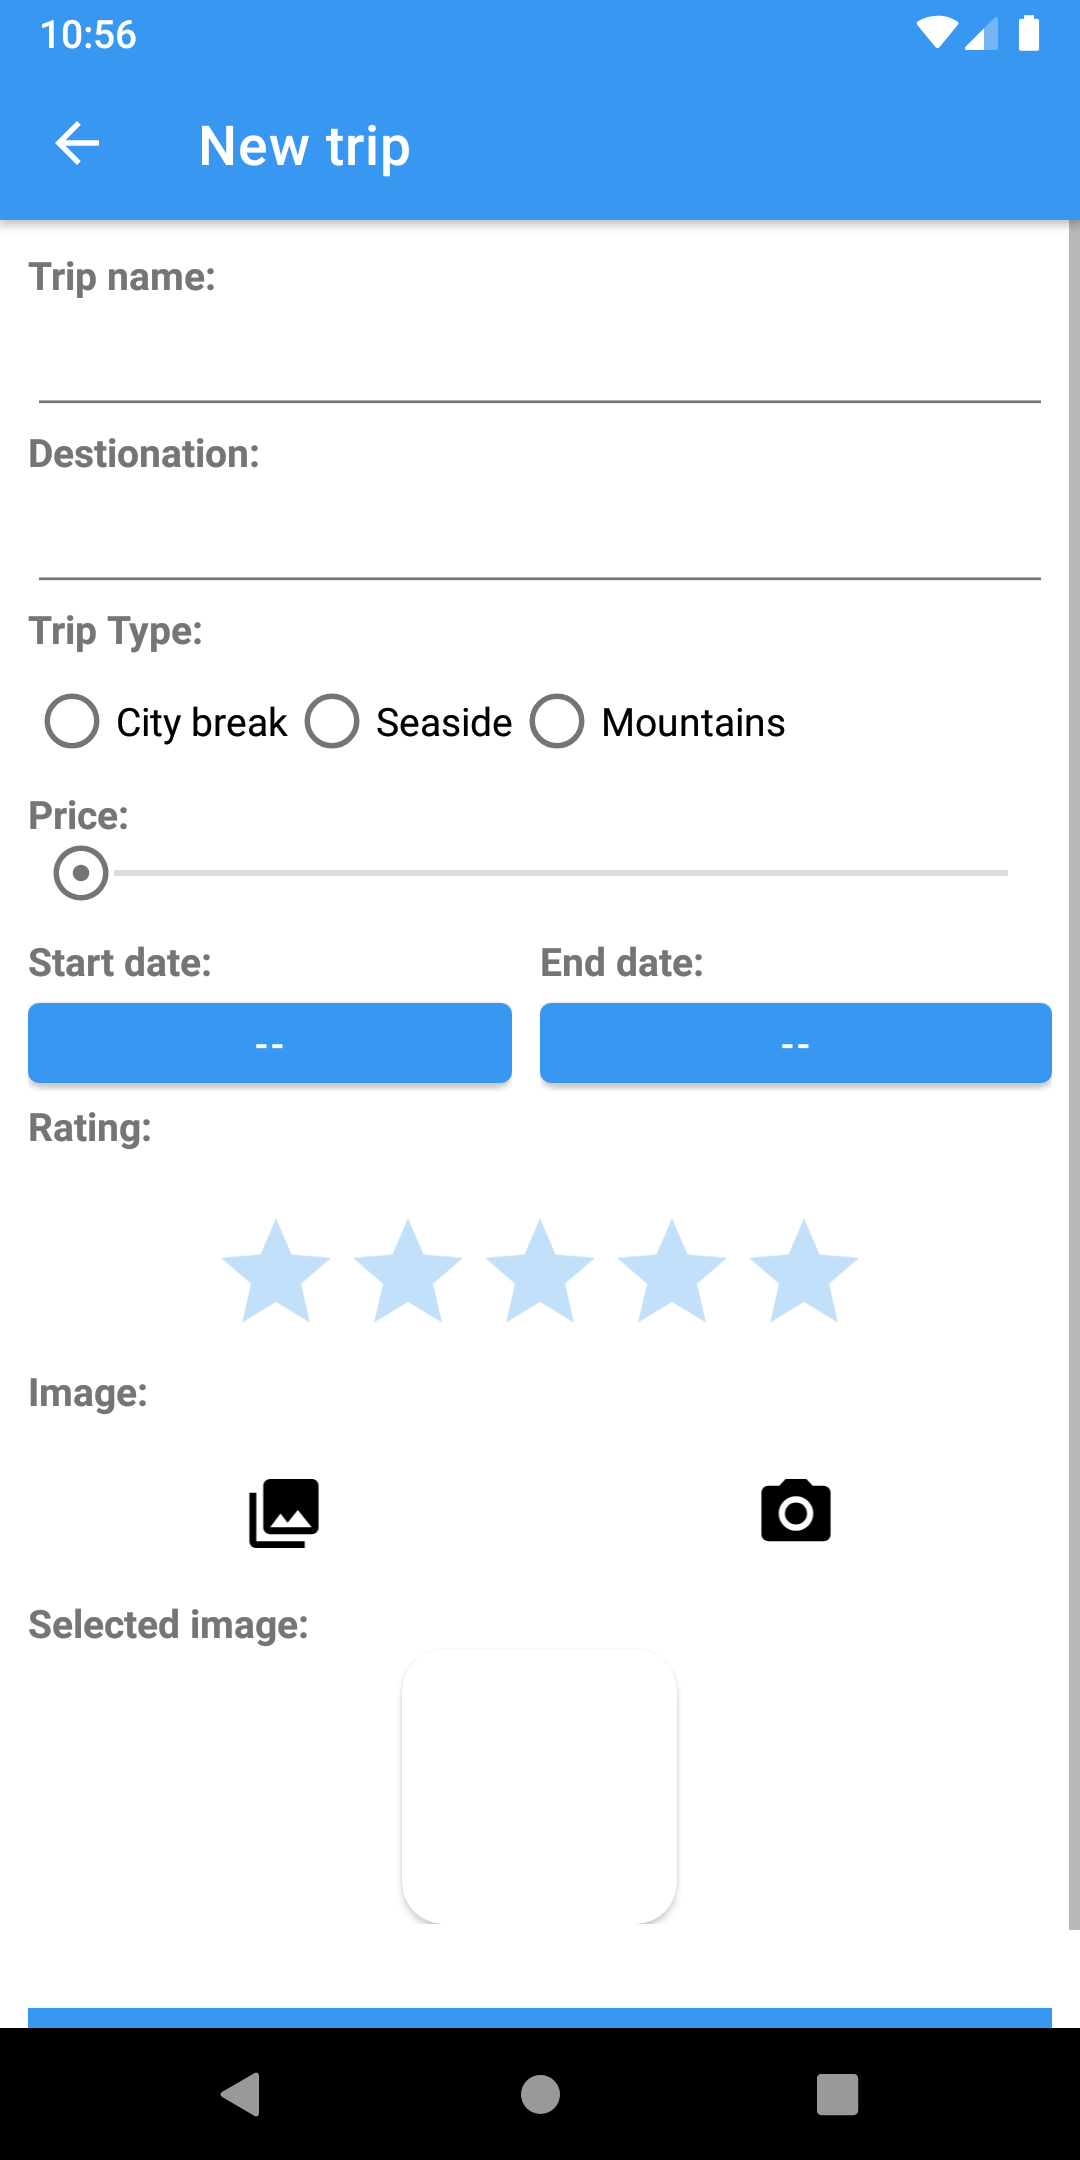 10:56
New trip
Trip name:
Destionation:
Trip Type:
City break Seaside Mountains
Price:
Start date: End date:
-- --
Rating:
Image:
Selected image: